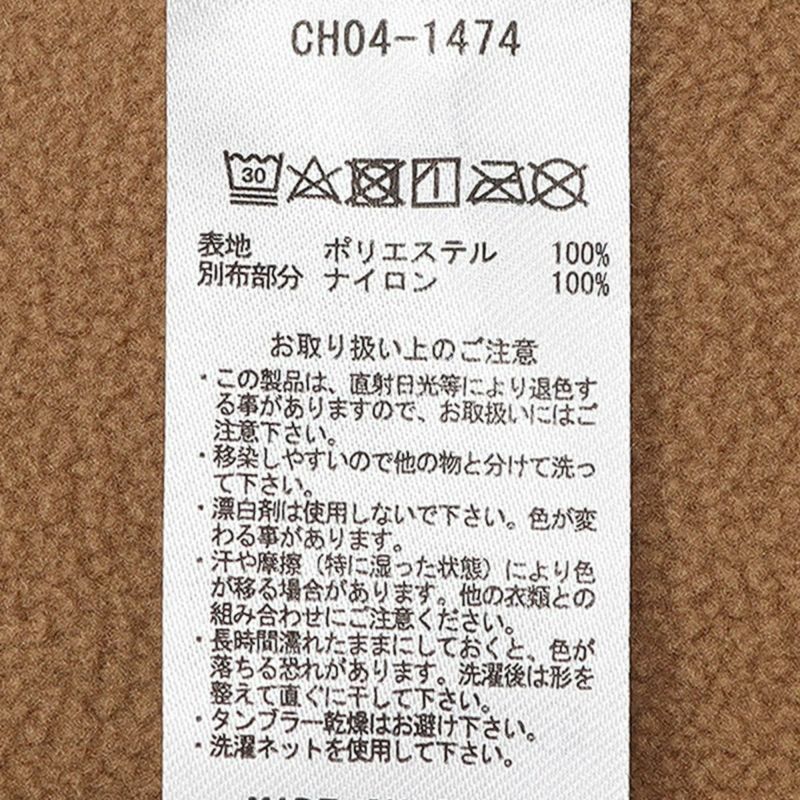 CH04-1474
30
表地 ポリエステル 100%
別布部分 ナイロン 100%
お取り扱い上のご注意
・この製品は、直射日光等により退色す
る事がありますので、お取扱いにはご
注意下さい。
・移染しやすいので他の物と分けて洗っ
て下さい。
・漂白剤は使用しないで下さい。色が変
わる事があります。
・汗や摩擦（特に湿った状態）により色
が移る場合があります。他の衣類との
組み合わせにご注意ください。
・長時間濡れたままにしておくと、色が
落ちる恐れがあります。洗濯後は形を
整えて直ぐに干して下さい。
・タンブラー乾燥はお避け下さい。
・洗濯ネットを使用して下さい。